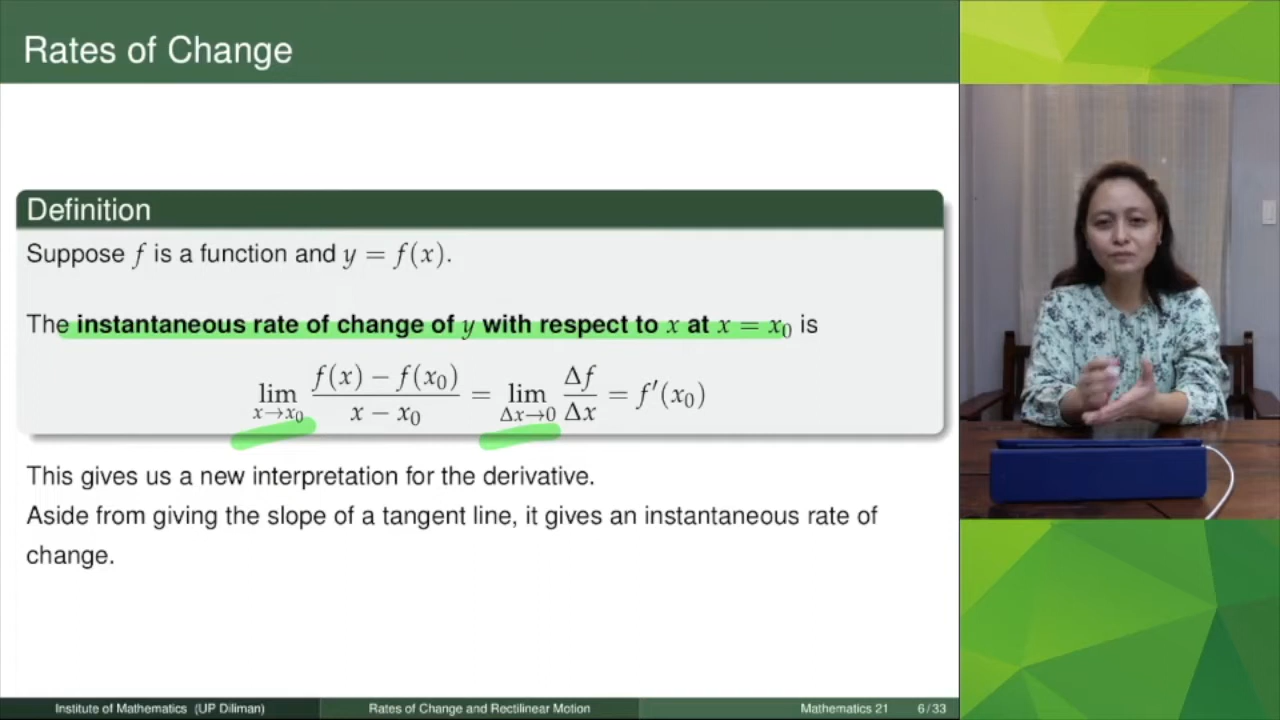 Rates of Change
Definition
Suppose f is a function and y = f(x).
The instantaneous rate of change of y with respect to x at x = x₀ is
lim x→x₀ (f(x) − f(x₀))/(x − x₀) = lim Δx→0 Δf/Δx = f′(x₀)
This gives us a new interpretation for the derivative.
Aside from giving the slope of a tangent line, it gives an instantaneous rate of
change.
Institute of Mathematics (UP Diliman) Rates of Change and Rectilinear Motion Mathematics 21 6 / 33